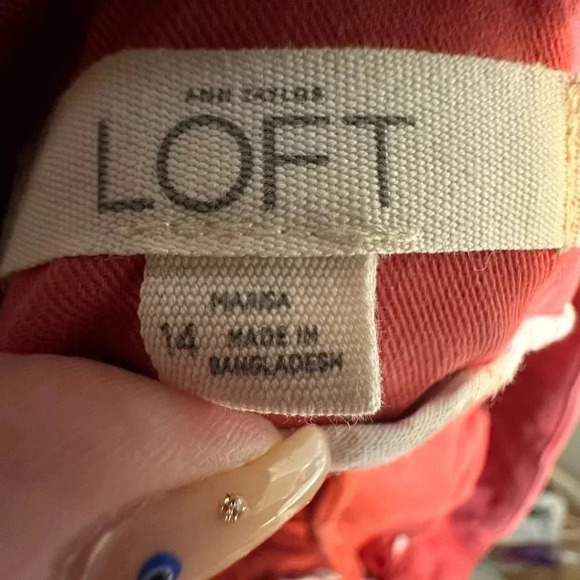 ANN TAYLOR
LOFT
MARISA
14 MADE IN
BANGLADESH